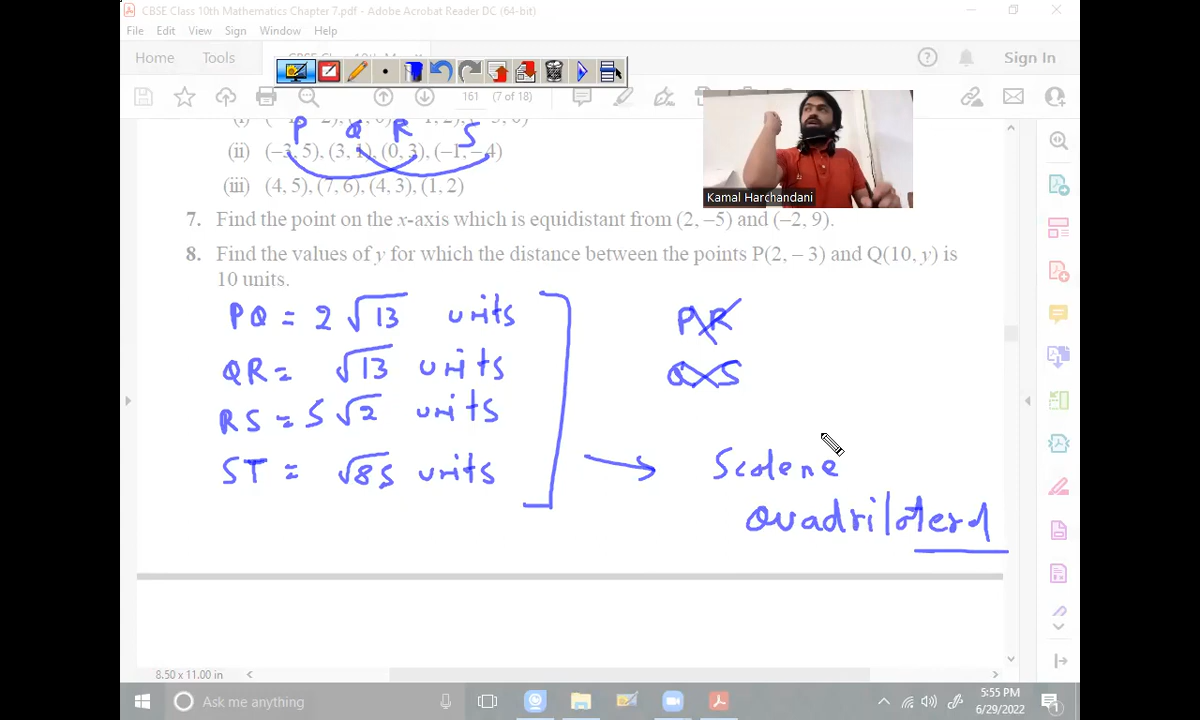 CBSE Class 10th Mathematics Chapter 7.pdf - Adobe Acrobat Reader DC (64-bit)
File Edit View Sign Window Help
Home Tools Sign In
161 (7 of 18)
P Q R S
(ii) (–3, 5), (3, 1), (0, 3), (–1, –4)
(iii) (4, 5), (7, 6), (4, 3), (1, 2)
Kamal Harchandani
7. Find the point on the x-axis which is equidistant from (2, –5) and (–2, 9).
8. Find the values of y for which the distance between the points P(2, – 3) and Q(10, y) is
10 units.
PQ = 2 √13 units
PR
QR = √13 units
QS
RS = 5 √2 units
ST = √85 units
Scalene
Quadrilateral
8.50 x 11.00 in
Ask me anything
5:55 PM
6/29/2022
1